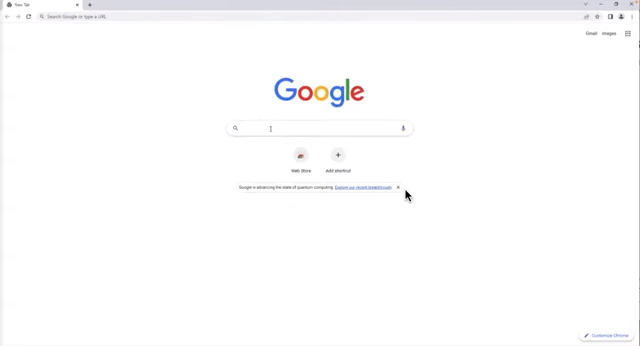 New Tab
Search Google or type a URL
Gmail Images
Google
Web Store Add shortcut
Google is advancing the state of quantum computing. Explore our recent breakthrough
Customize Chrome